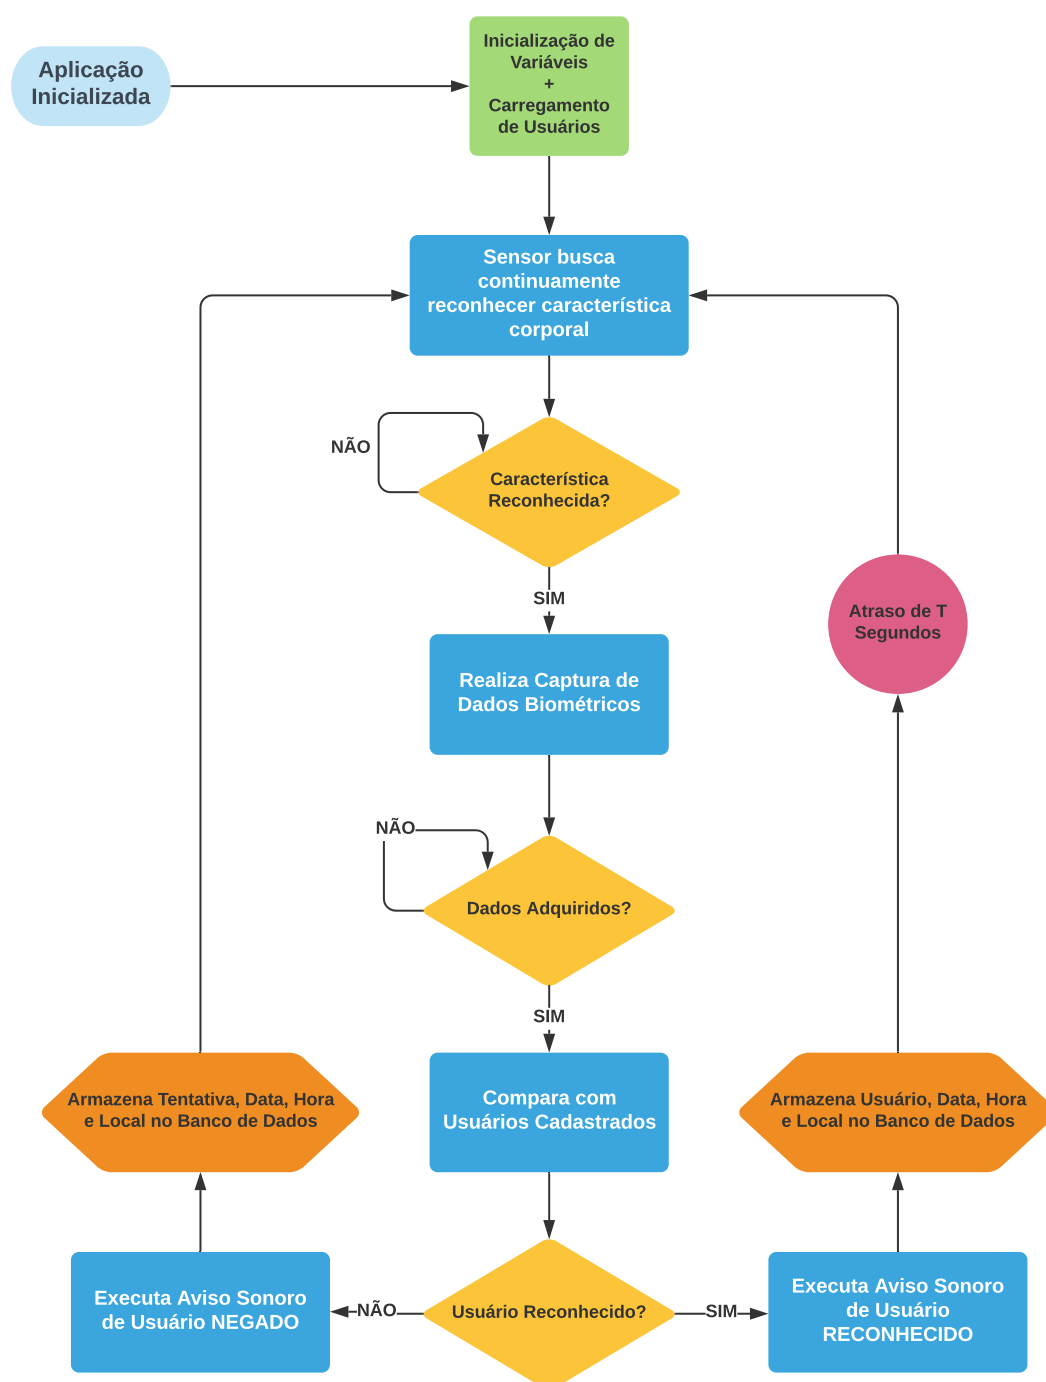 Aplicação
Inicializada
Inicialização de
Variáveis
+
Carregamento
de Usuários
Sensor busca
continuamente
reconhecer característica
corporal
NÃO
Característica
Reconhecida?
SIM
Atraso de T
Segundos
Realiza Captura de
Dados Biométricos
NÃO
Dados Adquiridos?
SIM
Armazena Tentativa, Data, Hora
e Local no Banco de Dados
Compara com
Usuários Cadastrados
Armazena Usuário, Data, Hora
e Local no Banco de Dados
Executa Aviso Sonoro
de Usuário NEGADO
NÃO
Usuário Reconhecido?
SIM
Executa Aviso Sonoro
de Usuário
RECONHECIDO